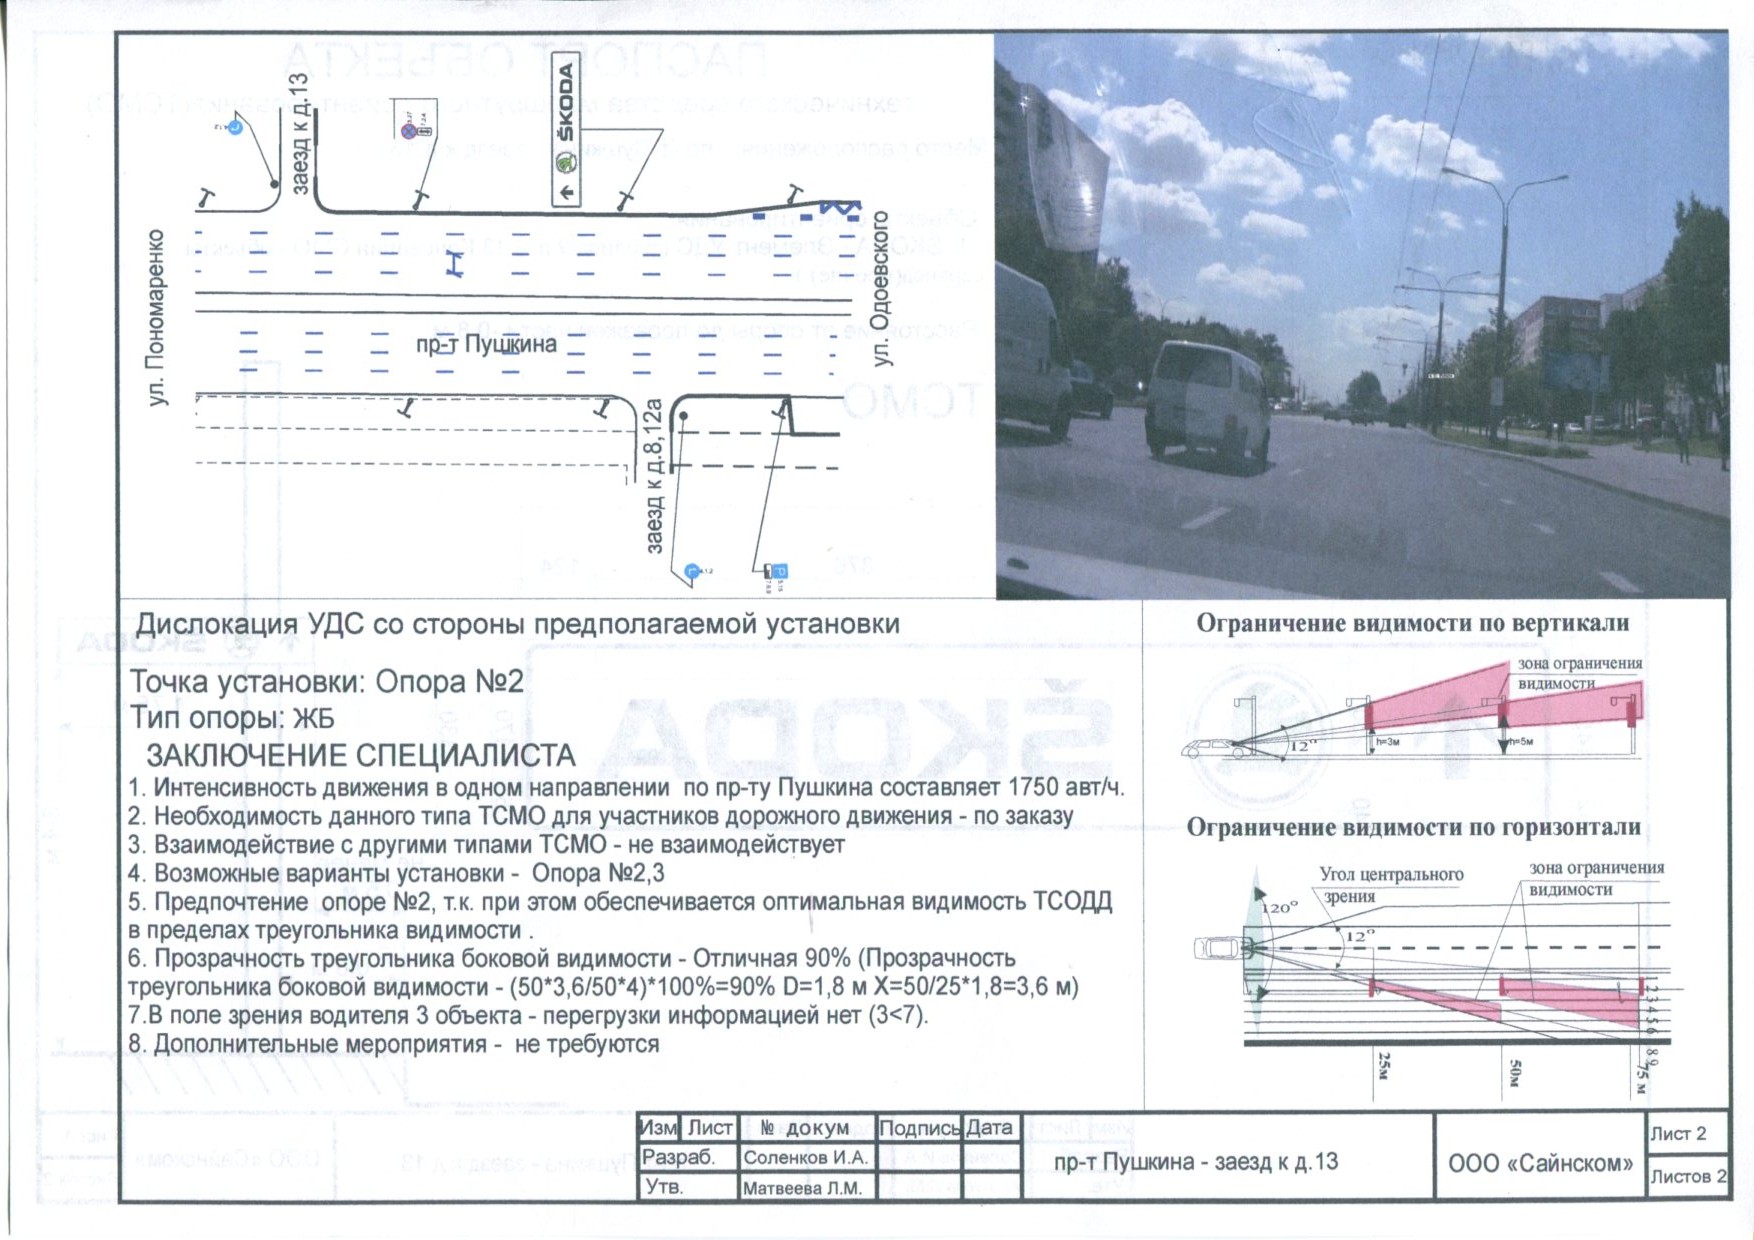 заезд к д.13
ŠKODA
ул. Пономаренко
ул. Одоевского
пр-т Пушкина
заезд к д.8,12а
Дислокация УДС со стороны предполагаемой установки
Точка установки: Опора №2
Тип опоры: ЖБ
ЗАКЛЮЧЕНИЕ СПЕЦИАЛИСТА
1. Интенсивность движения в одном направлении по пр-ту Пушкина составляет 1750 авт/ч.
2. Необходимость данного типа ТСМО для участников дорожного движения - по заказу
3. Взаимодействие с другими типами ТСМО - не взаимодействует
4. Возможные варианты установки - Опора №2,3
5. Предпочтение опоре №2, т.к. при этом обеспечивается оптимальная видимость ТСОДД
в пределах треугольника видимости .
6. Прозрачность треугольника боковой видимости - Отличная 90% (Прозрачность
треугольника боковой видимости - (50*3,6/50*4)*100%=90% D=1,8 м X=50/25*1,8=3,6 м)
7.В поле зрения водителя 3 объекта - перегрузки информацией нет (3<7).
8. Дополнительные мероприятия - не требуются
Ограничение видимости по вертикали
зона ограничения
видимости
12°
h=3м
h=5м
Ограничение видимости по горизонтали
Угол центрального
зрения
зона ограничения
видимости
120°
12°
1 2 3 4 5 6 8 9
25м
50м
75 м
Изм Лист № докум Подпись Дата
Разраб. Соленков И.А.
Утв. Матвеева Л.М.
пр-т Пушкина - заезд к д.13
ООО «Сайнском»
Лист 2
Листов 2